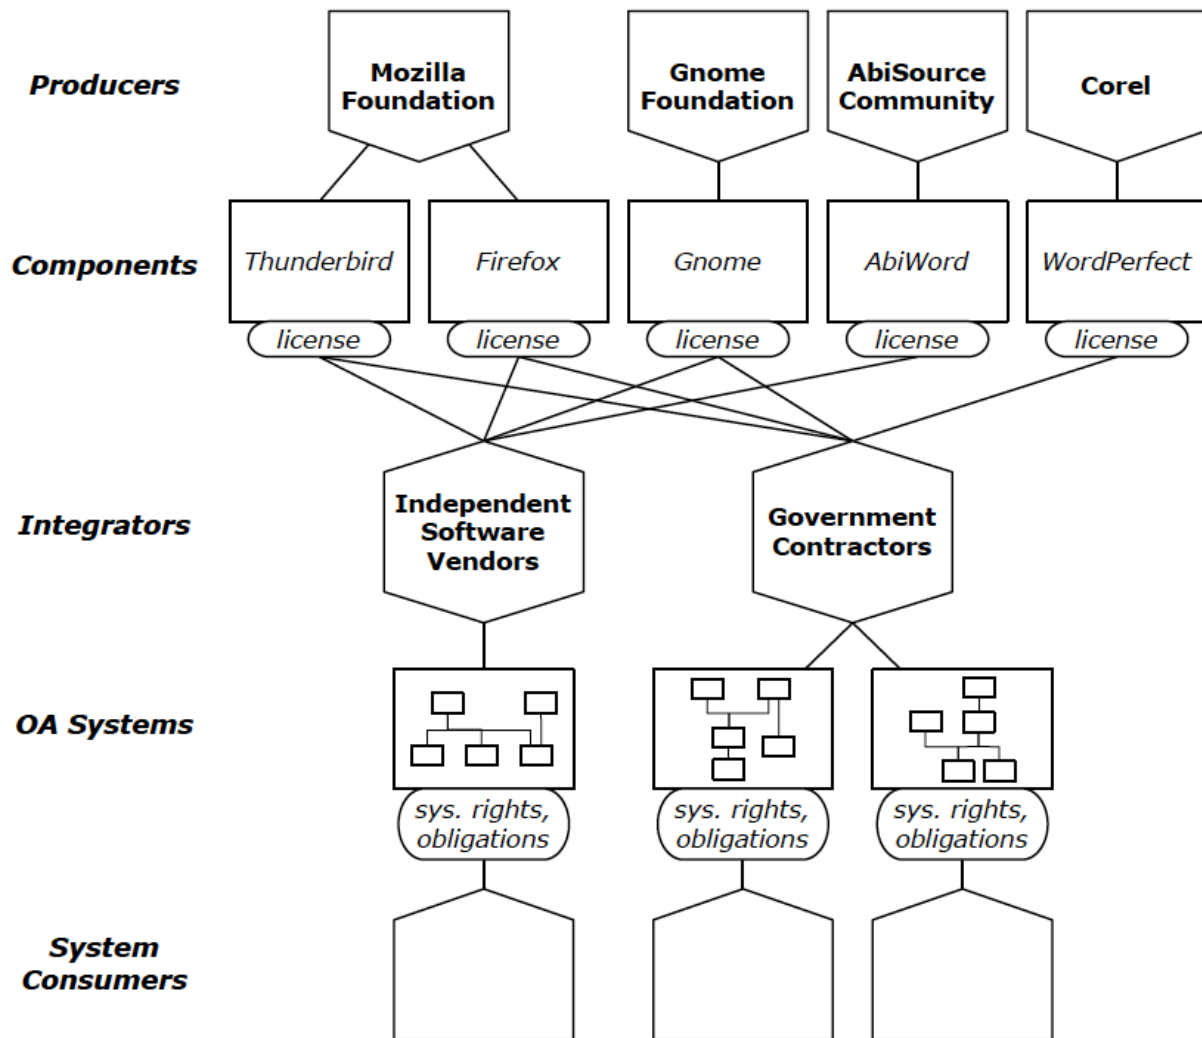 Producers
Mozilla
Foundation
Gnome
Foundation
AbiSource
Community
Corel
Components
Thunderbird
Firefox
Gnome
AbiWord
WordPerfect
license
license
license
license
license
Integrators
Independent
Software
Vendors
Government
Contractors
OA Systems
sys. rights,
obligations
sys. rights,
obligations
sys. rights,
obligations
System
Consumers